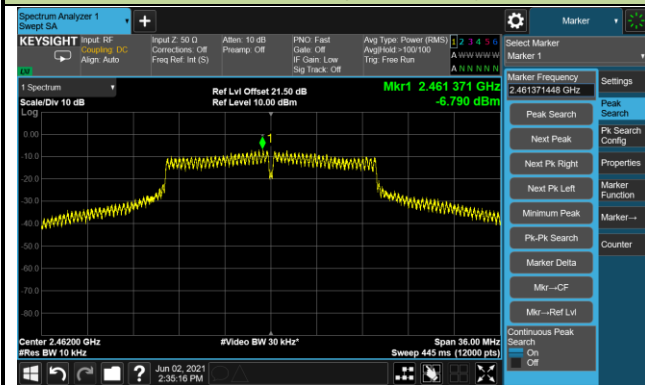 Spectrum Analyzer 1
Swept SA
+
Marker
KEYSIGHT
Input: RF
Coupling: DC
Align: Auto
Input Z: 50 Ω
Corrections: Off
Freq Ref: Int (S)
Atten: 10 dB
Preamp: Off
PNO: Fast
Gate: Off
IF Gain: Low
Sig Track: Off
Avg Type: Power (RMS)
Avg|Hold:>100/100
Trig: Free Run
1 2 3 4 5 6
A W W W W W
A N N N N N
LXI
Select Marker
Marker 1
1 Spectrum
Scale/Div 10 dB
Log
Ref Lvl Offset 21.50 dB
Ref Level 10.00 dBm
Mkr1 2.461 371 GHz
-6.790 dBm
1
0.00
-10.0
-20.0
-30.0
-40.0
-50.0
-60.0
-70.0
-80.0
Center 2.46200 GHz
#Res BW 10 kHz
#Video BW 30 kHz*
Span 36.00 MHz
Sweep 445 ms (12000 pts)
Marker Frequency
2.461371448 GHz
Peak Search
Next Peak
Next Pk Right
Next Pk Left
Minimum Peak
Pk-Pk Search
Marker Delta
Mkr→CF
Mkr→Ref Lvl
Continuous Peak
Search
On
Off
Settings
Peak
Search
Pk Search
Config
Properties
Marker
Function
Marker→
Counter
?
Jun 02, 2021
2:35:16 PM